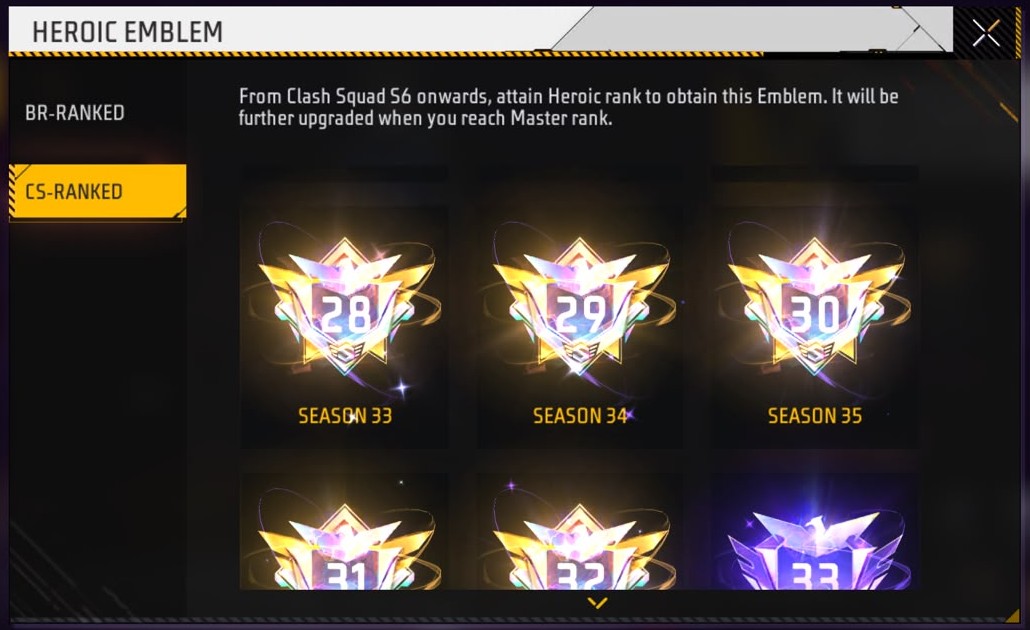 HEROIC EMBLEM
BR-RANKED
CS-RANKED
From Clash Squad S6 onwards, attain Heroic rank to obtain this Emblem. It will be
further upgraded when you reach Master rank.
28
29
30
SEASON 33
SEASON 34
SEASON 35
31
32
33